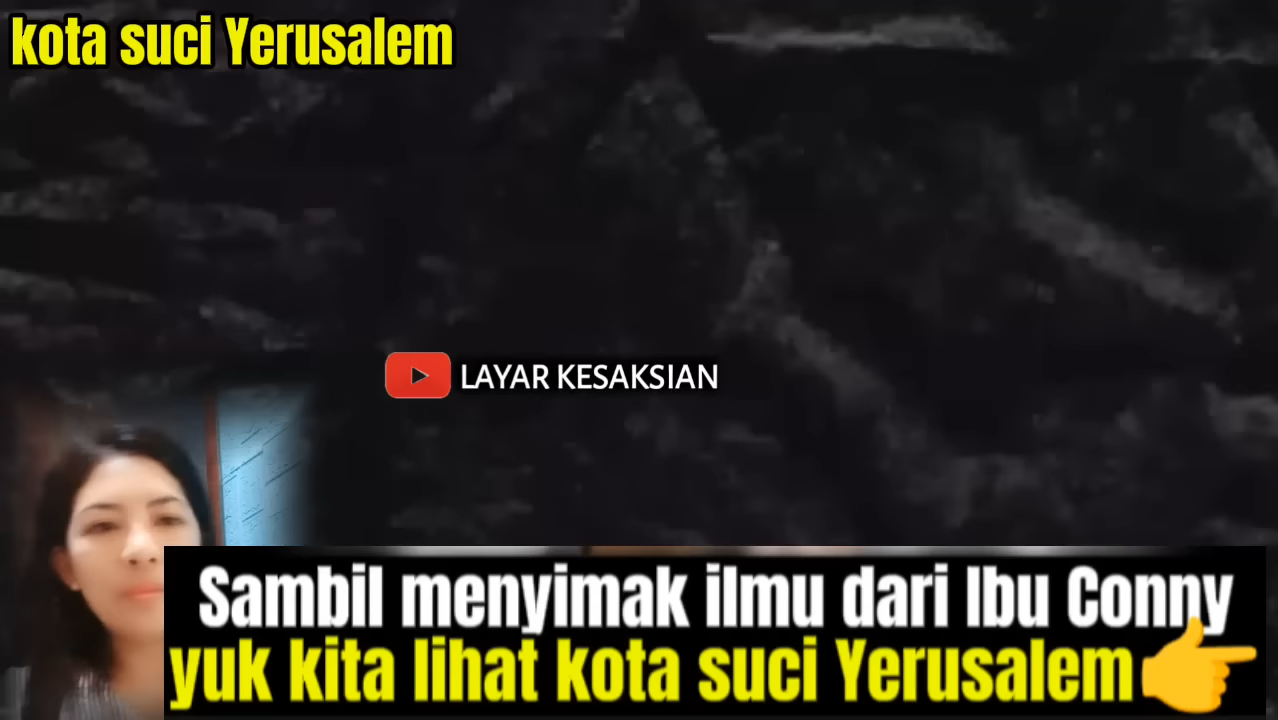 kota suci Yerusalem
LAYAR KESAKSIAN
Sambil menyimak ilmu dari Ibu Conny
yuk kita lihat kota suci Yerusalem